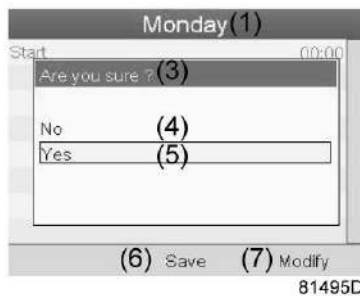 Monday(1)
Start 00:00
Are you sure ?(3)
No (4)
Yes (5)
(6) Save (7) Modify
81495D